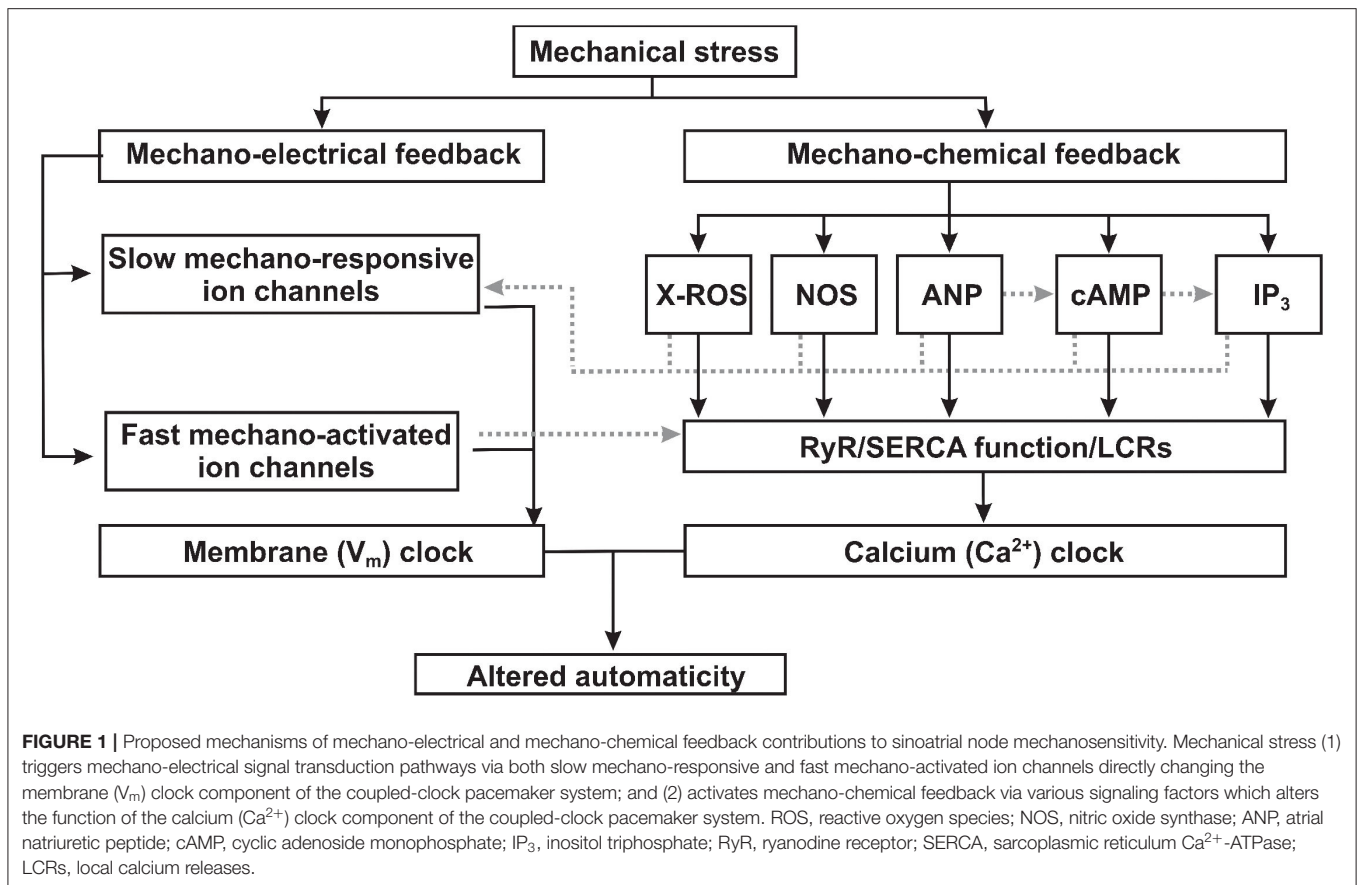 Mechanical stress
Mechano-electrical feedback
Mechano-chemical feedback
Slow mechano-responsive
ion channels
X-ROS
NOS
ANP
cAMP
IP₃
Fast mechano-activated
ion channels
RyR/SERCA function/LCRs
Membrane (Vₘ) clock
Calcium (Ca²⁺) clock
Altered automaticity
FIGURE 1 | Proposed mechanisms of mechano-electrical and mechano-chemical feedback contributions to sinoatrial node mechanosensitivity. Mechanical stress (1)
triggers mechano-electrical signal transduction pathways via both slow mechano-responsive and fast mechano-activated ion channels directly changing the
membrane (Vₘ) clock component of the coupled-clock pacemaker system; and (2) activates mechano-chemical feedback via various signaling factors which alters
the function of the calcium (Ca²⁺) clock component of the coupled-clock pacemaker system. ROS, reactive oxygen species; NOS, nitric oxide synthase; ANP, atrial
natriuretic peptide; cAMP, cyclic adenoside monophosphate; IP₃, inositol triphosphate; RyR, ryanodine receptor; SERCA, sarcoplasmic reticulum Ca²⁺-ATPase;
LCRs, local calcium releases.